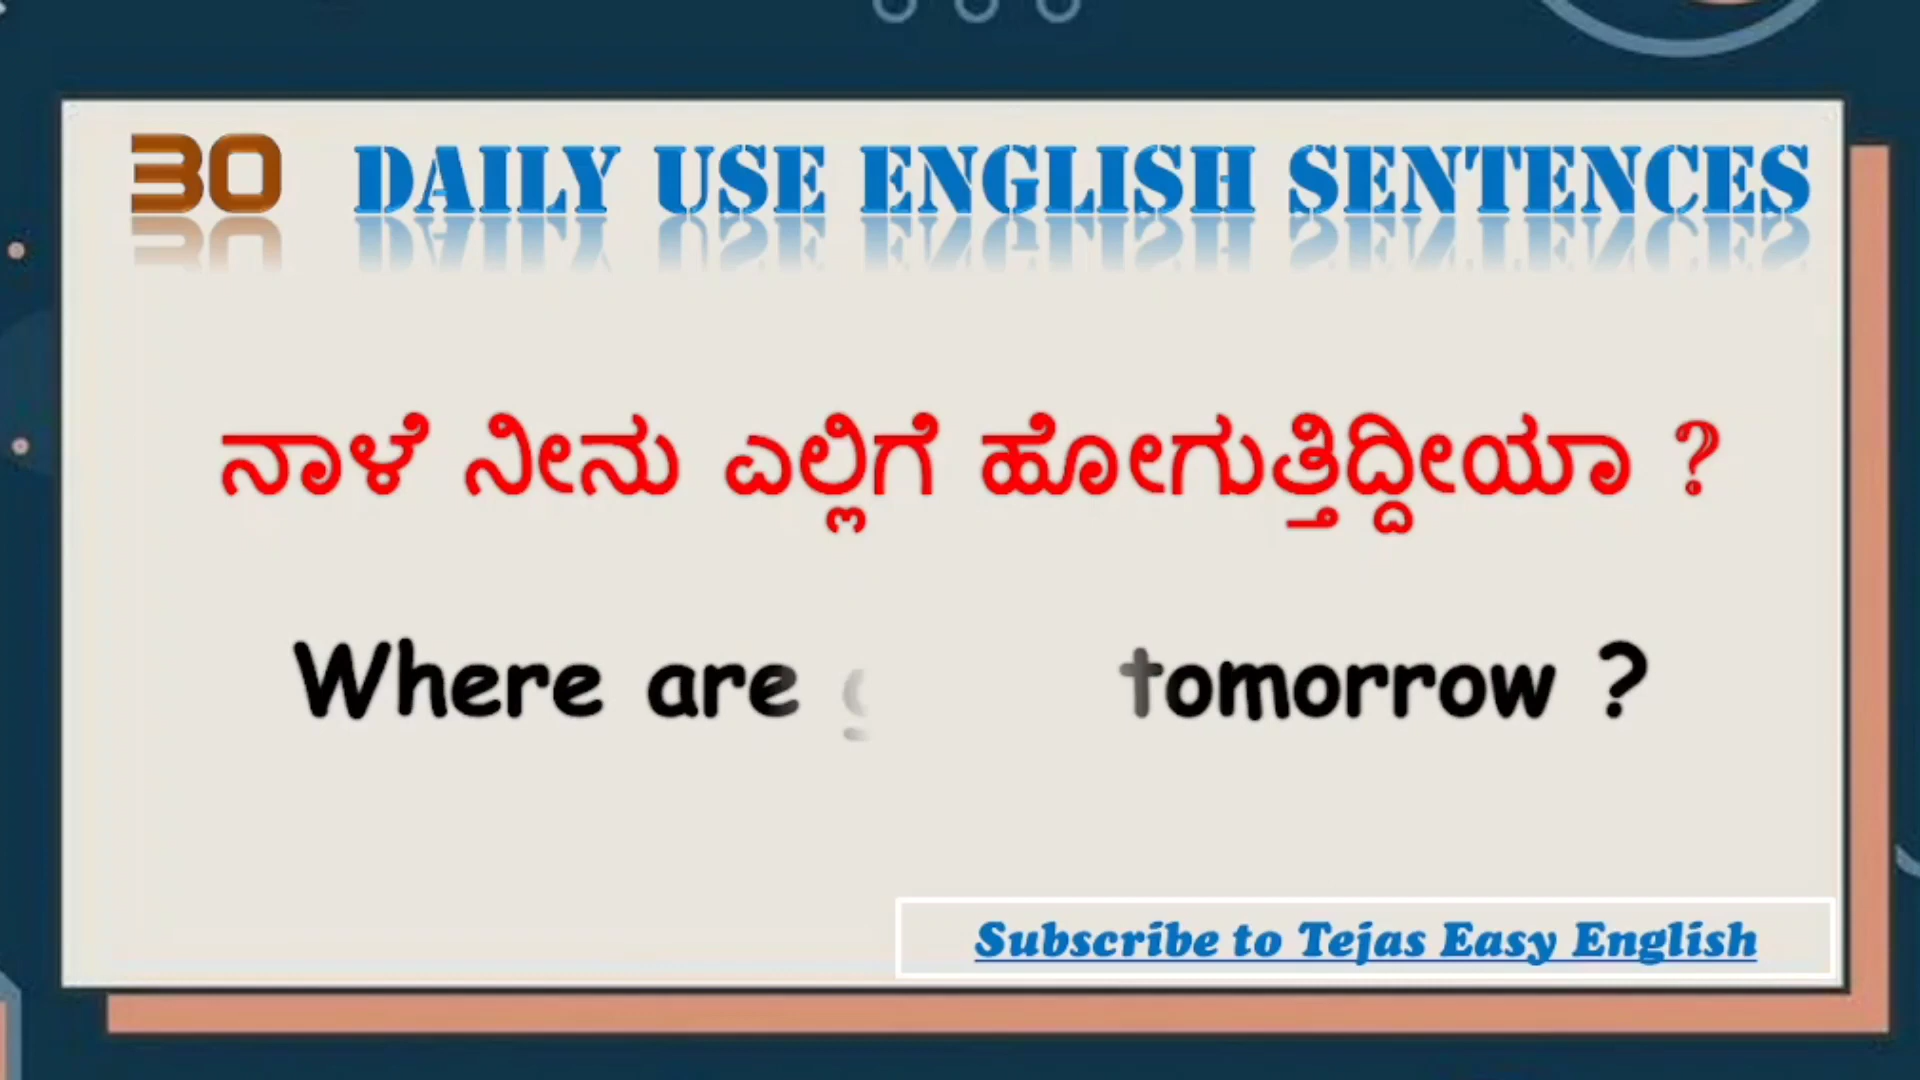 30 DAILY USE ENGLISH SENTENCES
ನಾಳೆ ನೀನು ಎಲ್ಲಿಗೆ ಹೋಗುತ್ತಿದ್ದೀಯಾ ?
Where are tomorrow ?
Subscribe to Tejas Easy English